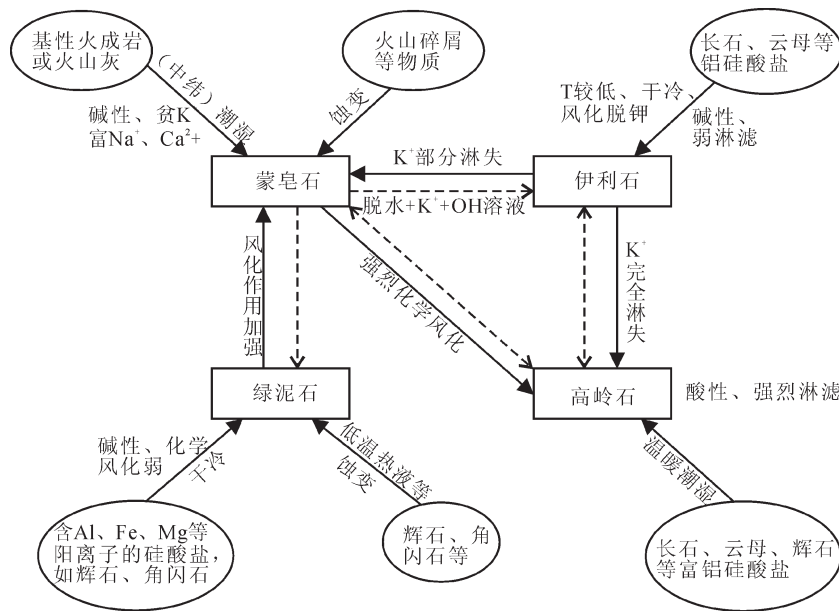 基性火成岩
或火山灰
火山碎屑
等物质
长石、云母等
铝硅酸盐
(中纬)潮湿
碱性、贫K
富Na⁺、Ca²+
蚀变
T较低、干冷、
风化脱钾
碱性、
弱淋滤
K⁺部分淋失
蒙皂石
伊利石
脱水+K⁺+OH溶液
风化作用加强
强烈化学风化
K⁺完全淋失
绿泥石
高岭石
酸性、强烈淋滤
碱性、化学
风化弱
干冷
低温热液等
蚀变
温暖潮湿
含Al、Fe、Mg等
阳离子的硅酸盐,
如辉石、角闪石
辉石、角
闪石等
长石、云母、辉石
等富铝硅酸盐